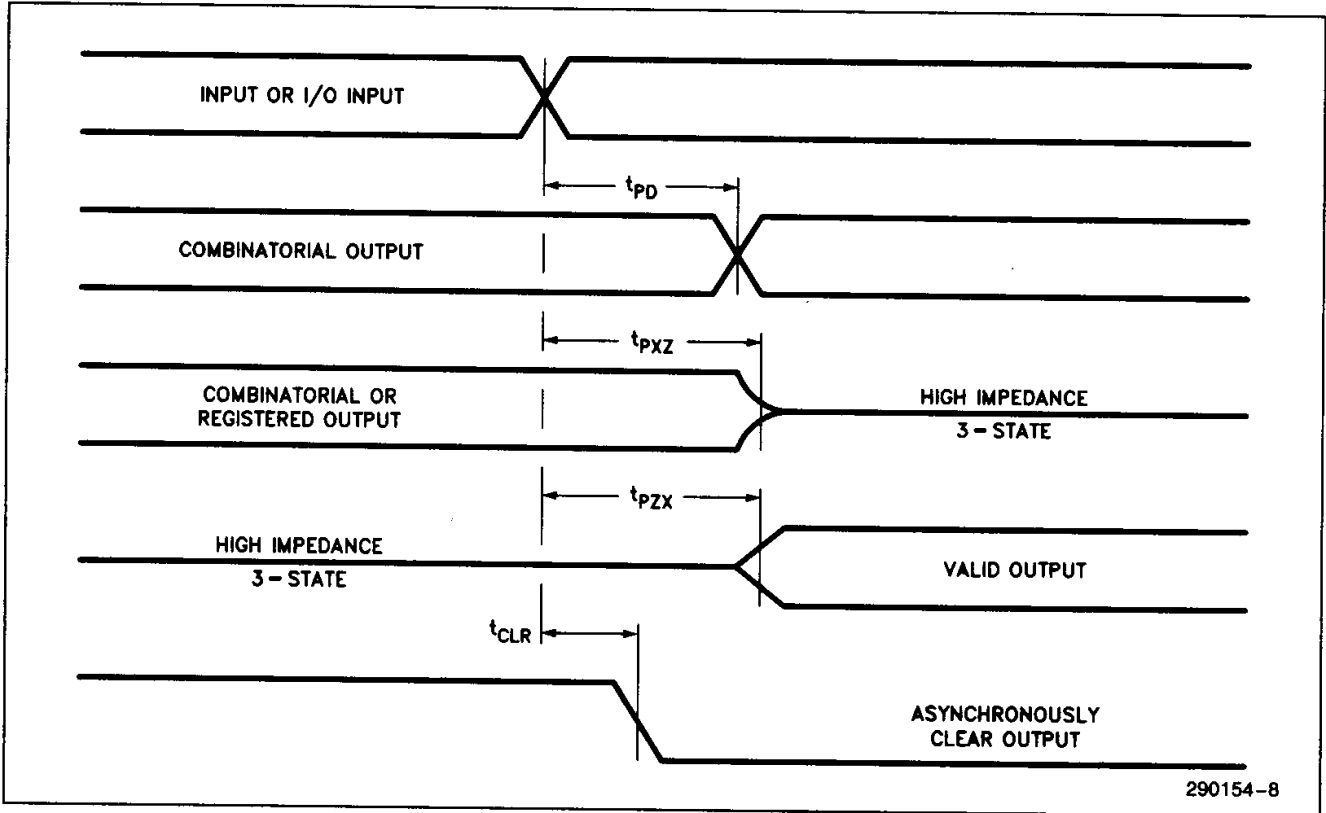 INPUT OR I/O INPUT
tPD
COMBINATORIAL OUTPUT
tPXZ
COMBINATORIAL OR
REGISTERED OUTPUT
HIGH IMPEDANCE
3-STATE
tPZX
HIGH IMPEDANCE
3-STATE
VALID OUTPUT
tCLR
ASYNCHRONOUSLY
CLEAR OUTPUT
290154-8